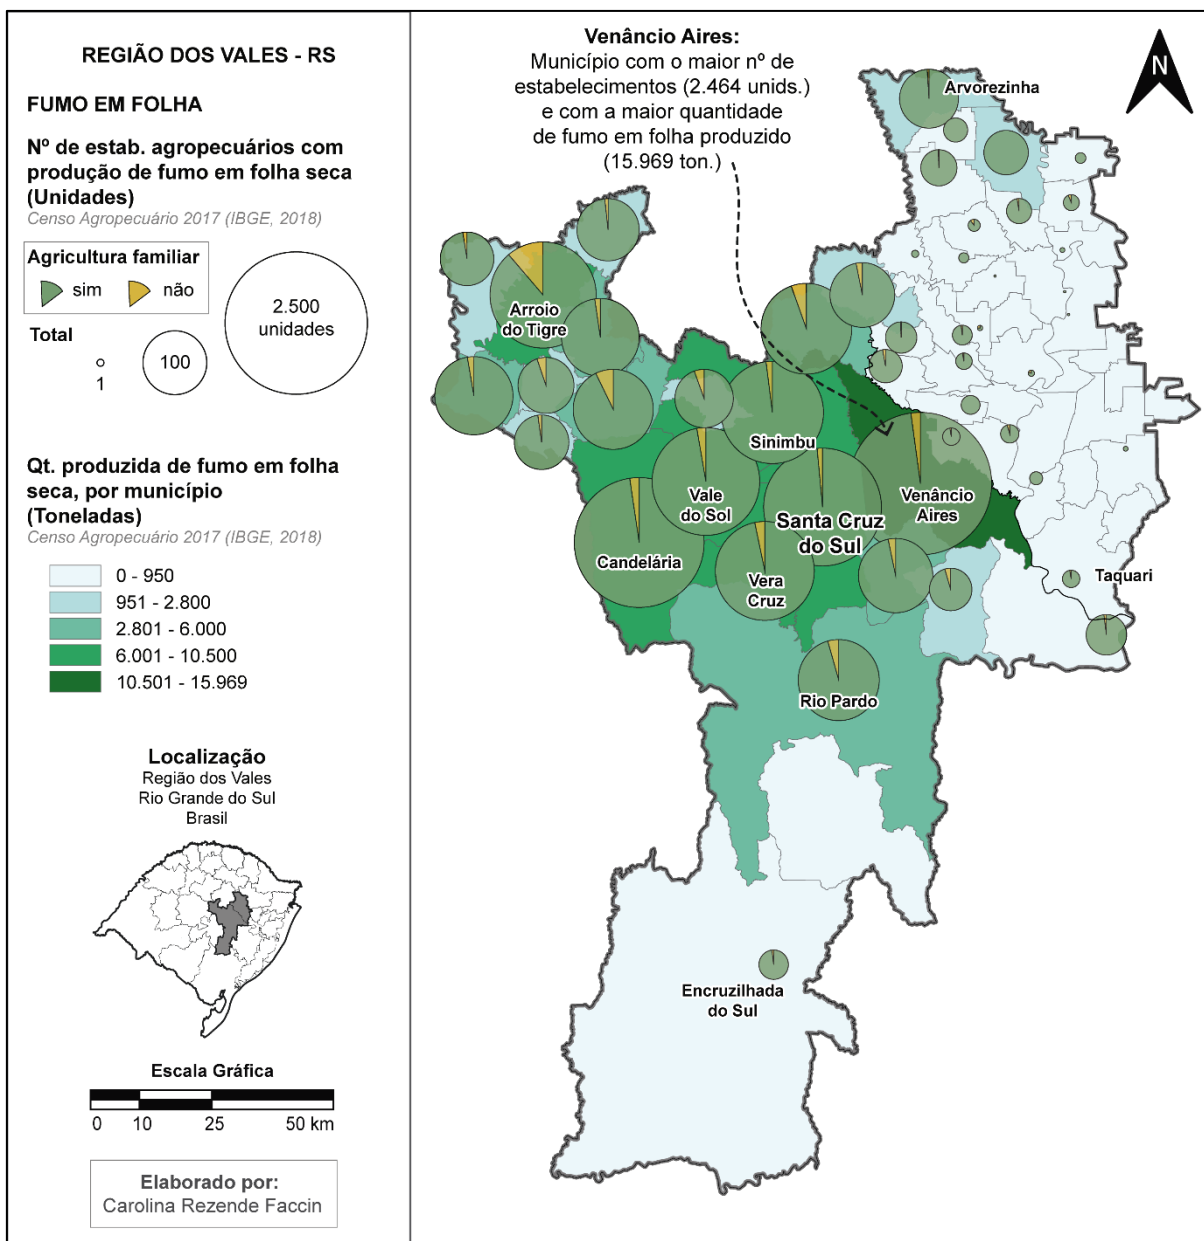 REGIÃO DOS VALES - RS
FUMO EM FOLHA
Nº de estab. agropecuários com
produção de fumo em folha seca
(Unidades)
Censo Agropecuário 2017 (IBGE, 2018)
Agricultura familiar
sim
não
Total
1
100
2.500
unidades
Qt. produzida de fumo em folha
seca, por município
(Toneladas)
Censo Agropecuário 2017 (IBGE, 2018)
0 - 950
951 - 2.800
2.801 - 6.000
6.001 - 10.500
10.501 - 15.969
Localização
Região dos Vales
Rio Grande do Sul
Brasil
Escala Gráfica
0 10 25 50 km
Elaborado por:
Carolina Rezende Faccin
Venâncio Aires:
Município com o maior nº de
estabelecimentos (2.464 unids.)
e com a maior quantidade
de fumo em folha produzido
(15.969 ton.)
N
Arvorezinha
Arroio
do Tigre
Sinimbu
Vale
do Sol
Venâncio
Aires
Santa Cruz
do Sul
Candelária
Vera
Cruz
Taquari
Rio Pardo
Encruzilhada
do Sul